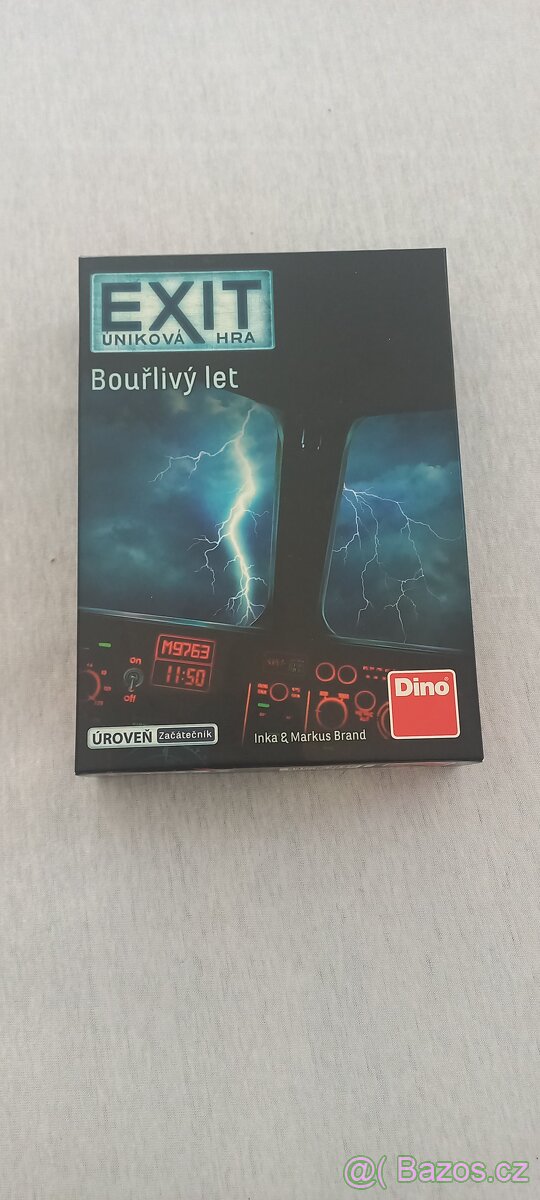 EXIT
ÚNIKOVÁ HRA
Bouřlivý let
M9763
on
11:50
off
Dino
ÚROVEŇ Začátečník
Inka & Markus Brand
@( Bazos.cz